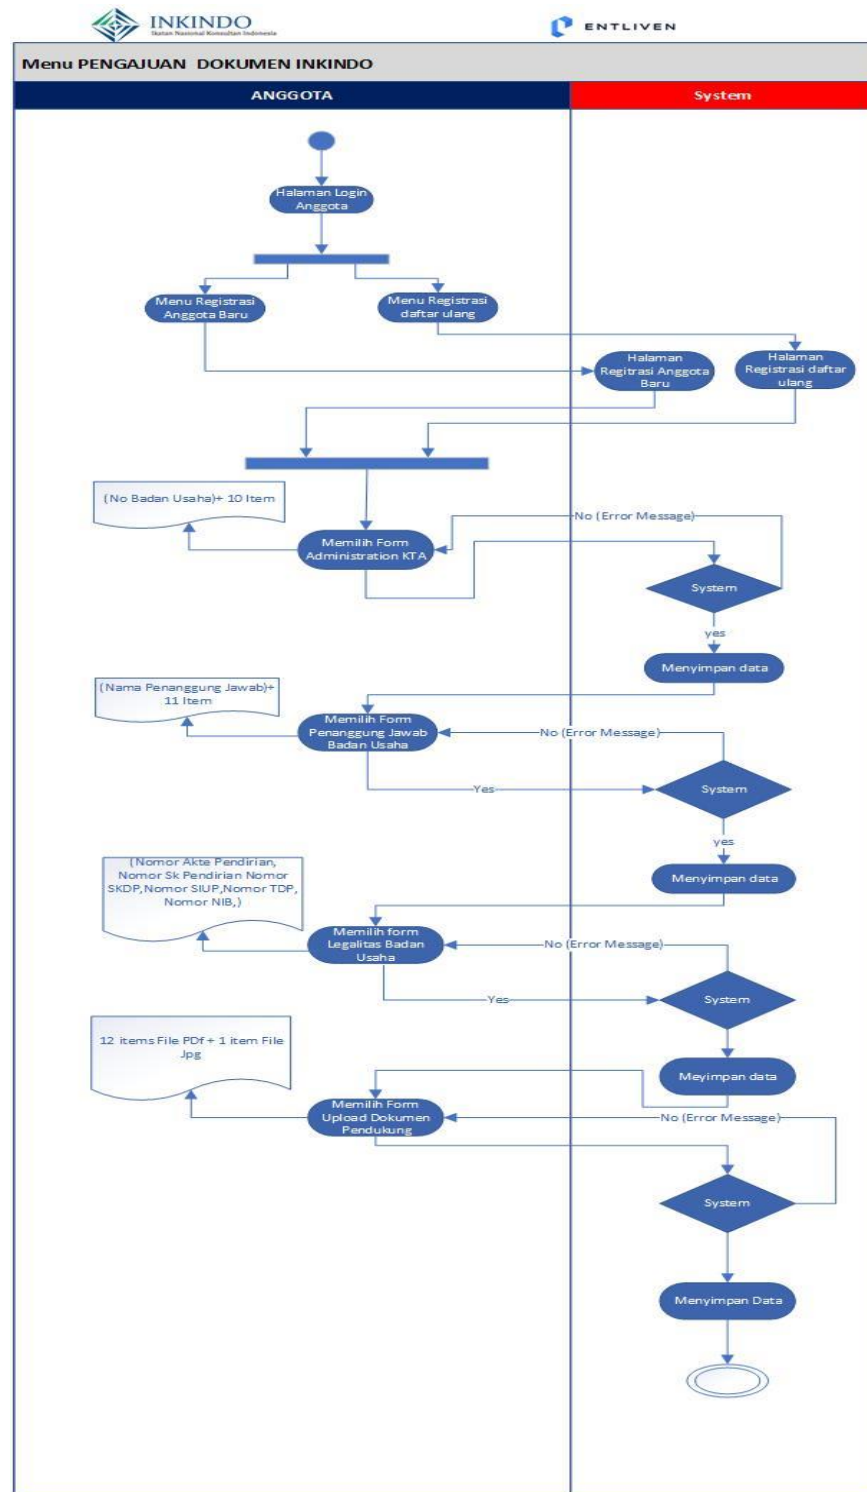 INKINDO
Ikatan Nasional Konsultan Indonesia
ENTLIVEN
Menu PENGAJUAN DOKUMEN INKINDO
ANGGOTA
System
Halaman Login
Anggota
Menu Registrasi
Anggota Baru
Menu Registrasi
daftar ulang
Halaman
Regitrasi Anggota
Baru
Halaman
Registrasi daftar
ulang
(No Badan Usaha)+ 10 Item
No (Error Message)
Memilih Form
Administration KTA
System
yes
Menyimpan data
(Nama Penanggung Jawab)+
11 Item
Memilih Form
Penanggung Jawab
Badan Usaha
No (Error Message)
Yes
System
yes
Menyimpan data
(Nomor Akte Pendirian,
Nomor Sk Pendirian Nomor
SKDP,Nomor SIUP,Nomor TDP,
Nomor NIB,)
Memilih form
Legalitas Badan
Usaha
No (Error Message)
Yes
System
12 items File PDf + 1 item File
Jpg
Meyimpan data
Memilih Form
Upload Dokumen
Pendukung
No (Error Message)
System
Menyimpan Data